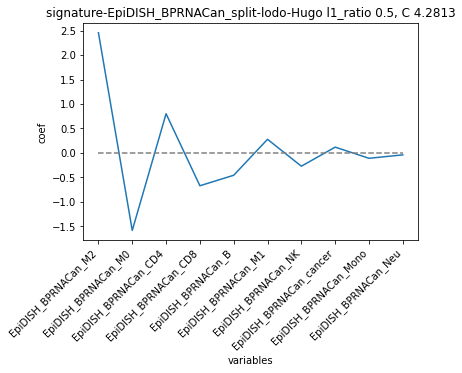 signature-EpiDISH_BPRNACan_split-lodo-Hugo l1_ratio 0.5, C 4.2813
2.5
2.0
1.5
1.0
0.5
0.0
−0.5
−1.0
−1.5
coef
EpiDISH_BPRNACan_M2
EpiDISH_BPRNACan_M0
EpiDISH_BPRNACan_CD4
EpiDISH_BPRNACan_CD8
EpiDISH_BPRNACan_B
EpiDISH_BPRNACan_M1
EpiDISH_BPRNACan_NK
EpiDISH_BPRNACan_cancer
EpiDISH_BPRNACan_Mono
EpiDISH_BPRNACan_Neu
variables